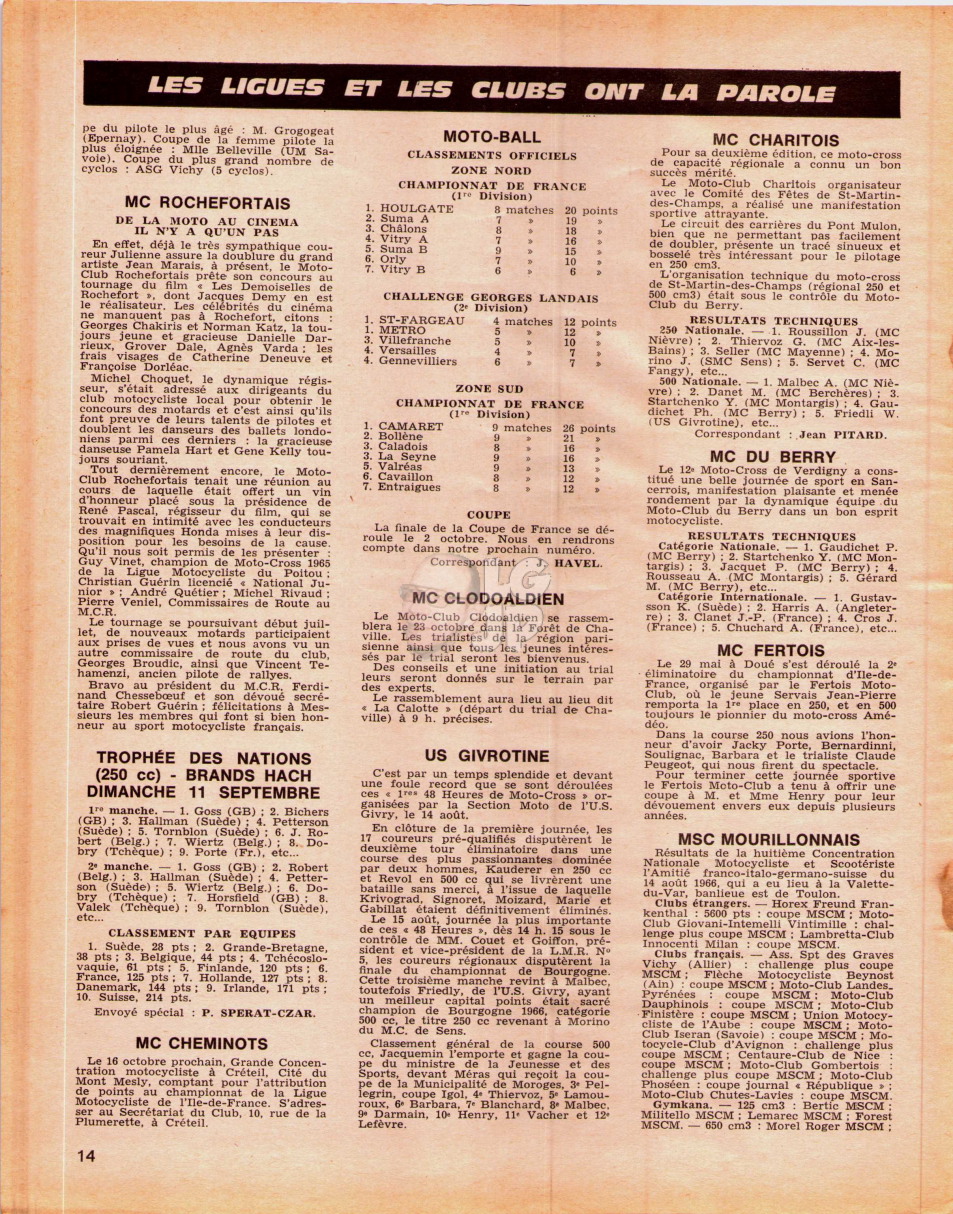 LES LIGUES ET LES CLUBS ONT LA PAROLE
pe du pilote le plus âgé : M. Grogogeat
(Epernay). Coupe de la femme pilote la
plus éloignée : Mlle Belleville (UM Sa-
voie). Coupe du plus grand nombre de
cyclos : ASG Vichy (5 cyclos).
MC ROCHEFORTAIS
DE LA MOTO AU CINEMA
IL N'Y A QU'UN PAS
En effet, déjà le très sympathique cou-
reur Julienne assure la doublure du grand
artiste Jean Marais, à présent, le Moto-
Club Rochefortais prête son concours au
tournage du film « Les Demoiselles de
Rochefort », dont Jacques Demy en est
le réalisateur. Les célébrités du cinéma
ne manquent pas à Rochefort, citons :
Georges Chakiris et Norman Katz, la tou-
jours jeune et gracieuse Danielle Dar-
rieux, Grover Dale, Agnès Varda ; les
frais visages de Catherine Deneuve et
Françoise Dorléac.
Michel Choquet, le dynamique régis-
seur, s'était adressé aux dirigeants du
club motocycliste local pour obtenir le
concours des motards et c'est ainsi qu'ils
font preuve de leurs talents de pilotes et
doublent les danseurs des ballets londo-
niens parmi ces derniers : la gracieuse
danseuse Pamela Hart et Gene Kelly tou-
jours souriant.
Tout dernièrement encore, le Moto-
Club Rochefortais tenait une réunion au
cours de laquelle était offert un vin
d'honneur placé sous la présidence de
René Pascal, régisseur du film, qui se
trouvait en intimité avec les conducteurs
des magnifiques Honda mises à leur dis-
position pour les besoins de la cause.
Qu'il nous soit permis de les présenter :
Guy Vinet, champion de Moto-Cross 1965
de la Ligue Motocycliste du Poitou ;
Christian Guérin licencié « National Ju-
nior » ; André Quétier ; Michel Rivaud ;
Pierre Veniel, Commissaires de Route au
M.C.R.
Le tournage se poursuivant début juil-
let, de nouveaux motards participaient
aux prises de vues et nous avons vu un
autre commissaire de route du club,
Georges Broudic, ainsi que Vincent Te-
hamenzi, ancien pilote de rallyes.
Bravo au président du M.C.R. Ferdi-
nand Chessebœuf et son dévoué secré-
taire Robert Guérin ; félicitations à Mes-
sieurs les membres qui font si bien hon-
neur au sport motocycliste français.
TROPHÉE DES NATIONS
(250 cc) - BRANDS HACH
DIMANCHE 11 SEPTEMBRE
1re manche. — 1. Goss (GB) ; 2. Bichers
(GB) ; 3. Hallman (Suède) ; 4. Petterson
(Suède) ; 5. Tornblon (Suède) ; 6. J. Ro-
bert (Belg.) ; 7. Wiertz (Belg.) ; 8. Do-
bry (Tchèque) ; 9. Porte (Fr.), etc...
2e manche. — 1. Goss (GB) ; 2. Robert
(Belg.) ; 3. Hallman (Suède) ; 4. Petter-
son (Suède) ; 5. Wiertz (Belg.) ; 6. Do-
bry (Tchèque) ; 7. Horsfield (GB) ; 8.
Valek (Tchèque) ; 9. Tornblon (Suède),
etc...
CLASSEMENT PAR EQUIPES
1. Suède, 28 pts ; 2. Grande-Bretagne,
38 pts ; 3. Belgique, 44 pts ; 4. Tchécoslo-
vaquie, 61 pts ; 5. Finlande, 120 pts ; 6.
France, 125 pts ; 7. Hollande, 127 pts ; 8.
Danemark, 144 pts ; 9. Irlande, 171 pts ;
10. Suisse, 214 pts.
Envoyé spécial : P. SPERAT-CZAR.
MC CHEMINOTS
Le 16 octobre prochain, Grande Concen-
tration motocycliste à Créteil, Cité du
Mont Mesly, comptant pour l'attribution
de points au championnat de la Ligue
Motocycliste de l'Ile-de-France. S'adres-
ser au Secrétariat du Club, 10, rue de la
Plumerette, à Créteil.
14
MOTO-BALL
CLASSEMENTS OFFICIELS
ZONE NORD
CHAMPIONNAT DE FRANCE
(1re Division)
1. HOULGATE 8 matches 20 points
2. Suma A 7 » 19 »
3. Châlons 8 » 18 »
4. Vitry A 7 » 16 »
5. Suma B 9 » 15 »
6. Orly 7 » 10 »
7. Vitry B 6 » 6 »
CHALLENGE GEORGES LANDAIS
(2e Division)
1. ST-FARGEAU 4 matches 12 points
1. METRO 5 » 12 »
3. Villefranche 5 » 10 »
4. Versailles 4 » 7 »
4. Gennevilliers 6 » 7 »
ZONE SUD
CHAMPIONNAT DE FRANCE
(1re Division)
1. CAMARET 9 matches 26 points
2. Bollène 9 » 21 »
3. Caladois 8 » 16 »
3. La Seyne 9 » 16 »
5. Valréas 9 » 13 »
6. Cavaillon 8 » 12 »
7. Entraigues 8 » 12 »
COUPE
La finale de la Coupe de France se dé-
roule le 2 octobre. Nous en rendrons
compte dans notre prochain numéro.
Correspondant : J. HAVEL.
MC CLODOALDIEN
Le Moto-Club Clodoaldien se rassem-
blera le 23 octobre dans la Forêt de Cha-
ville. Les trialistes de la région pari-
sienne ainsi que tous les jeunes intéres-
sés par le trial seront les bienvenus.
Des conseils et une initiation au trial
leurs seront donnés sur le terrain par
des experts.
Le rassemblement aura lieu au lieu dit
« La Calotte » (départ du trial de Cha-
ville) à 9 h. précises.
US GIVROTINE
C'est par un temps splendide et devant
une foule record que se sont déroulées
ces « 1res 48 Heures de Moto-Cross » or-
ganisées par la Section Moto de l'U.S.
Givry, le 14 août.
En clôture de la première journée, les
17 coureurs pré-qualifiés disputèrent le
deuxième tour éliminatoire dans une
course des plus passionnantes dominée
par deux hommes, Kauderer en 250 cc
et Revol en 500 cc qui se livrèrent une
bataille sans merci, à l'issue de laquelle
Krivograd, Signoret, Moizard, Marie et
Gabillat étaient définitivement éliminés.
Le 15 août, journée la plus importante
de ces « 48 Heures », dès 14 h. 15 sous le
contrôle de MM. Couet et Goiffon, pré-
sident et vice-président de la L.M.R. No
5, les coureurs régionaux disputèrent la
finale du championnat de Bourgogne.
Cette troisième manche revint à Malbec,
toutefois Friedly, de l'U.S. Givry, ayant
un meilleur capital points était sacré
champion de Bourgogne 1966, catégorie
500 cc, le titre 250 cc revenant à Morino
du M.C. de Sens.
Classement général de la course 500
cc, Jacquemin l'emporte et gagne la cou-
pe du ministre de la Jeunesse et des
Sports, devant Méras qui reçoit la cou-
pe de la Municipalité de Moroges, 3e Pel-
legrin, coupe Igol, 4e Thiervoz, 5e Lamou-
roux, 6e Barbara, 7e Blanchard, 8e Malbec,
9e Darmain, 10e Henry, 11e Vacher et 12e
Lefèvre.
MC CHARITOIS
Pour sa deuxième édition, ce moto-cross
de capacité régionale a connu un bon
succès mérité.
Le Moto-Club Charitois organisateur
avec le Comité des Fêtes de St-Martin-
des-Champs, a réalisé une manifestation
sportive attrayante.
Le circuit des carrières du Pont Mulon,
bien que ne permettant pas facilement
de doubler, présente un tracé sinueux et
bosselé très intéressant pour le pilotage
en 250 cm3.
L'organisation technique du moto-cross
de St-Martin-des-Champs (régional 250 et
500 cm3) était sous le contrôle du Moto-
Club du Berry.
RESULTATS TECHNIQUES
250 Nationale. — 1. Roussillon J. (MC
Nièvre) ; 2. Thiervoz G. (MC Aix-les-
Bains) ; 3. Seller (MC Mayenne) ; 4. Mo-
rino J. (SMC Sens) ; 5. Servet C. (MC
Fangy), etc...
500 Nationale. — 1. Malbec A. (MC Niè-
vre) ; 2. Danet M. (MC Berchères) ; 3.
Startchenko Y. (MC Montargis) ; 4. Gau-
dichet Ph. (MC Berry) ; 5. Friedli W.
(US Givrotine), etc...
Correspondant : Jean PITARD.
MC DU BERRY
Le 12e Moto-Cross de Verdigny a cons-
titué une belle journée de sport en San-
cerrois, manifestation plaisante et menée
rondement par la dynamique équipe du
Moto-Club du Berry dans un bon esprit
motocycliste.
RESULTATS TECHNIQUES
Catégorie Nationale. — 1. Gaudichet P.
(MC Berry) ; 2. Startchenko Y. (MC Mon-
targis) ; 3. Jacquet P. (MC Berry) ; 4.
Rousseau A. (MC Montargis) ; 5. Gérard
M. (MC Berry), etc...
Catégorie Internationale. — 1. Gustav-
sson K. (Suède) ; 2. Harris A. (Angleter-
re) ; 3. Clanet J.-P. (France) ; 4. Cros J.
(France) ; 5. Chuchard A. (France), etc...
MC FERTOIS
Le 29 mai à Doué s'est déroulé la 2e
éliminatoire du championnat d'Ile-de-
France, organisé par le Fertois Moto-
Club, où le jeune Servais Jean-Pierre
remporta la 1re place en 250, et en 500
toujours le pionnier du moto-cross Amé-
déo.
Dans la course 250 nous avions l'hon-
neur d'avoir Jacky Porte, Bernardinni,
Soulignac, Barbara et le trialiste Claude
Peugeot, qui nous firent du spectacle.
Pour terminer cette journée sportive
le Fertois Moto-Club a tenu à offrir une
coupe à M. et Mme Henry pour leur
dévouement envers eux depuis plusieurs
années.
MSC MOURILLONNAIS
Résultats de la huitième Concentration
Nationale Motocycliste et Scootériste
l'Amitié franco-italo-germano-suisse du
14 août 1966, qui a eu lieu à la Valette-
du-Var, banlieue est de Toulon.
Clubs étrangers. — Horex Freund Fran-
kenthal : 5600 pts : coupe MSCM ; Moto-
Club Giovani-Intemelli Vintimille : chal-
lenge plus coupe MSCM ; Lambretta-Club
Innocenti Milan : coupe MSCM.
Clubs français. — Ass. Spt des Graves
Vichy (Allier) : challenge plus coupe
MSCM ; Flèche Motocycliste Beynost
(Ain) : coupe MSCM ; Moto-Club Landes-
Pyrénées : coupe MSCM ; Moto-Club
Dauphinois : coupe MSCM ; Moto-Club
Finistère : coupe MSCM ; Union Motocy-
cliste de l'Aube : coupe MSCM ; Moto-
Club Iseran (Savoie) : coupe MSCM ; Mo-
tocycle-Club d'Avignon : challenge plus
coupe MSCM ; Centaure-Club de Nice :
coupe MSCM ; Moto-Club Gombertois :
challenge plus coupe MSCM ; Moto-Club
Phoséen : coupe journal « République » ;
Moto-Club Chutes-Lavies : coupe MSCM.
Gymkana. — 125 cm3 : Bertic MSCM ;
Militello MSCM ; Lemarec MSCM ; Forest
MSCM. — 650 cm3 : Morel Roger MSCM ;